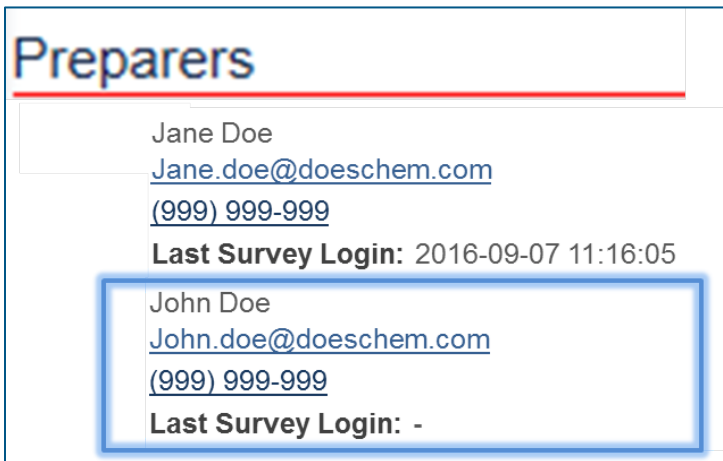 Preparers
Jane Doe
Jane.doe@doeschem.com
(999) 999-999
Last Survey Login: 2016-09-07 11:16:05
John Doe
John.doe@doeschem.com
(999) 999-999
Last Survey Login: -